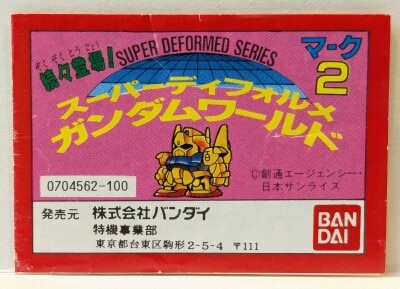 ぞくぞくとうじょう
続々登場!
SUPER DEFORMED SERIES
マーク
2
スーパーディフォルメ
ガンダムワールド
©創通エージェンシー・
日本サンライズ
0704562-100
発売元 株式会社バンダイ
特機事業部
東京都台東区駒形2-5-4 〒111
BAN
DAI